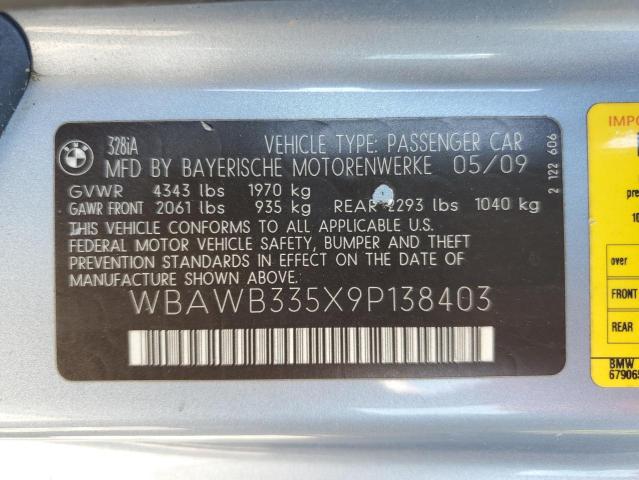 BMW
328iA
VEHICLE TYPE: PASSENGER CAR
MFD BY BAYERISCHE MOTORENWERKE 05/09
GVWR 4343 lbs 1970 kg
GAWR FRONT 2061 lbs 935 kg REAR 2293 lbs 1040 kg
THIS VEHICLE CONFORMS TO ALL APPLICABLE U.S.
FEDERAL MOTOR VEHICLE SAFETY, BUMPER AND THEFT
PREVENTION STANDARDS IN EFFECT ON THE DATE OF
MANUFACTURE SHOWN ABOVE.
WBAWB335X9P138403
2 122 606
over
FRONT
REAR
BMW